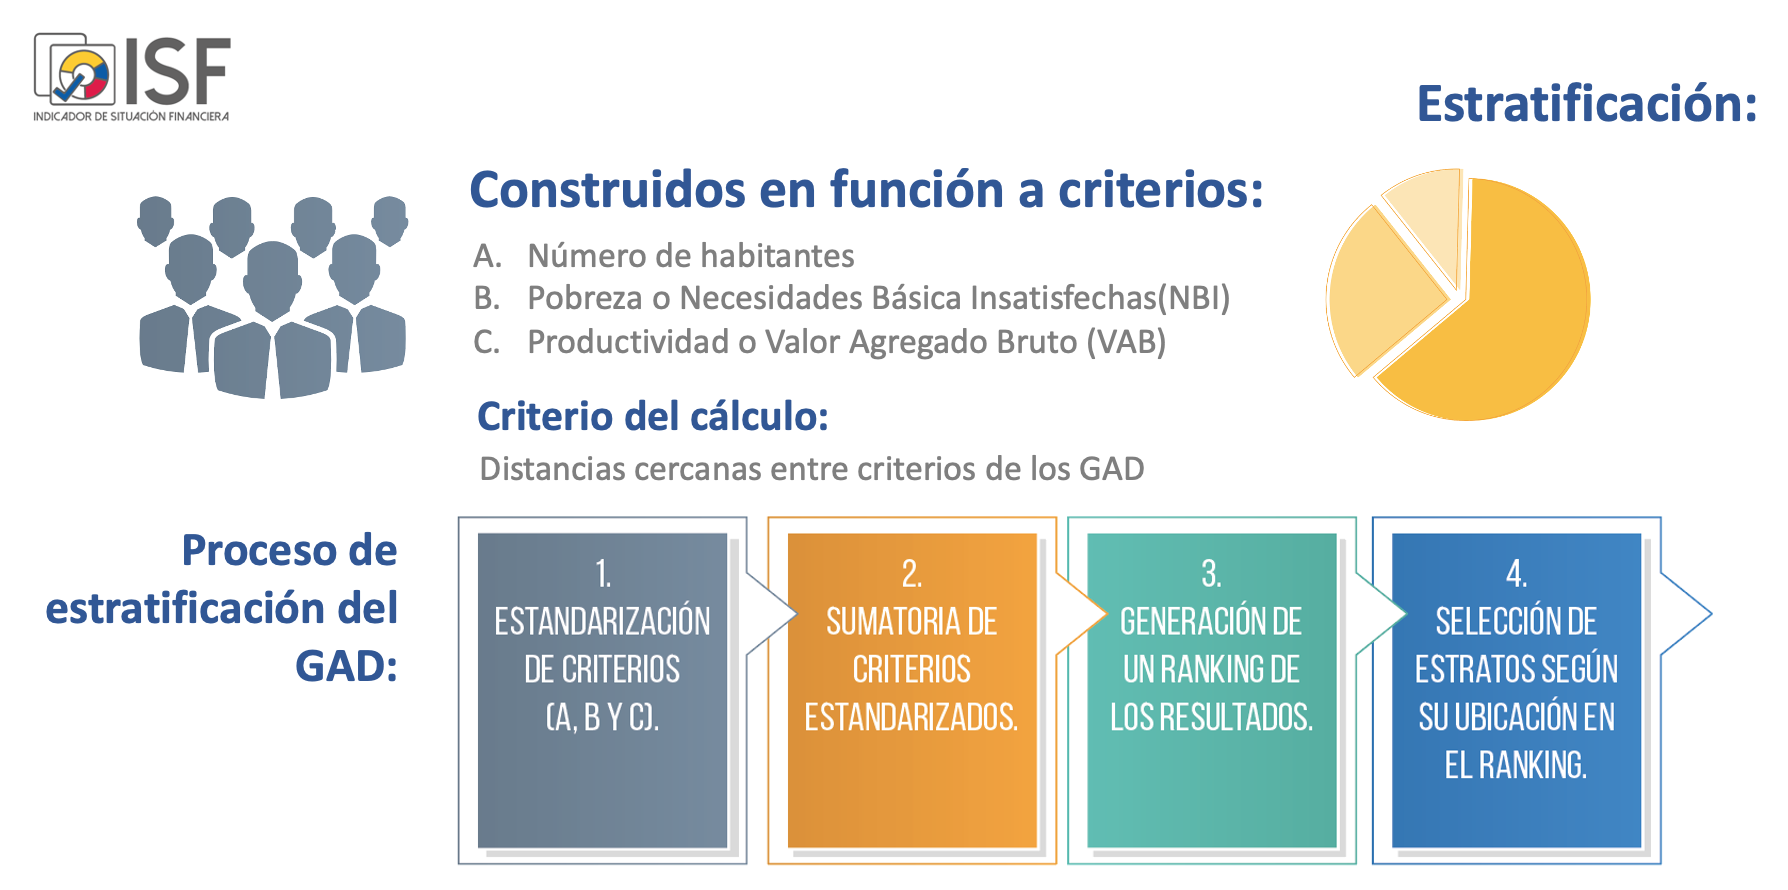 ISF
INDICADOR DE SITUACIÓN FINANCIERA
Estratificación:
Construidos en función a criterios:
A. Número de habitantes
B. Pobreza o Necesidades Básica Insatisfechas(NBI)
C. Productividad o Valor Agregado Bruto (VAB)
Criterio del cálculo:
Distancias cercanas entre criterios de los GAD
Proceso de
estratificación del
GAD:
1.
ESTANDARIZACIÓN
DE CRITERIOS
(A, B Y C).
2.
SUMATORIA DE
CRITERIOS
ESTANDARIZADOS.
3.
GENERACIÓN DE
UN RANKING DE
LOS RESULTADOS.
4.
SELECCIÓN DE
ESTRATOS SEGÚN
SU UBICACIÓN EN
EL RANKING.